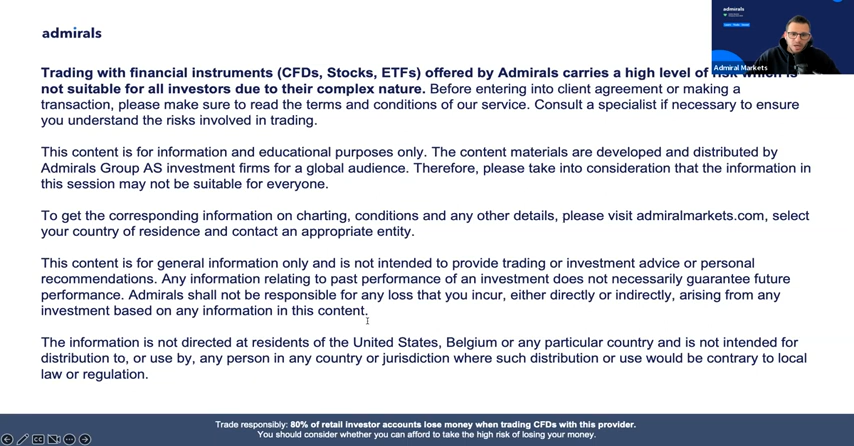 admirals
admirals
Admiral Markets
Trading with financial instruments (CFDs, Stocks, ETFs) offered by Admirals carries a high level of risk which is
not suitable for all investors due to their complex nature. Before entering into client agreement or making a
transaction, please make sure to read the terms and conditions of our service. Consult a specialist if necessary to ensure
you understand the risks involved in trading.
This content is for information and educational purposes only. The content materials are developed and distributed by
Admirals Group AS investment firms for a global audience. Therefore, please take into consideration that the information in
this session may not be suitable for everyone.
To get the corresponding information on charting, conditions and any other details, please visit admiralmarkets.com, select
your country of residence and contact an appropriate entity.
This content is for general information only and is not intended to provide trading or investment advice or personal
recommendations. Any information relating to past performance of an investment does not necessarily guarantee future
performance. Admirals shall not be responsible for any loss that you incur, either directly or indirectly, arising from any
investment based on any information in this content.
The information is not directed at residents of the United States, Belgium or any particular country and is not intended for
distribution to, or use by, any person in any country or jurisdiction where such distribution or use would be contrary to local
law or regulation.
Trade responsibly: 80% of retail investor accounts lose money when trading CFDs with this provider.
You should consider whether you can afford to take the high risk of losing your money.
CC